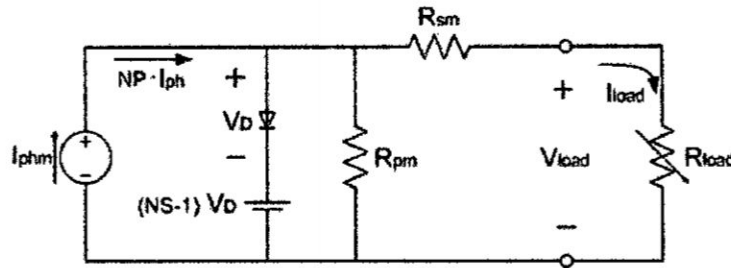 Rsm
NP·Iph
+
VD
−
Iphm
+
−
(NS-1) VD
Rpm
+
Vload
−
Iload
Rload